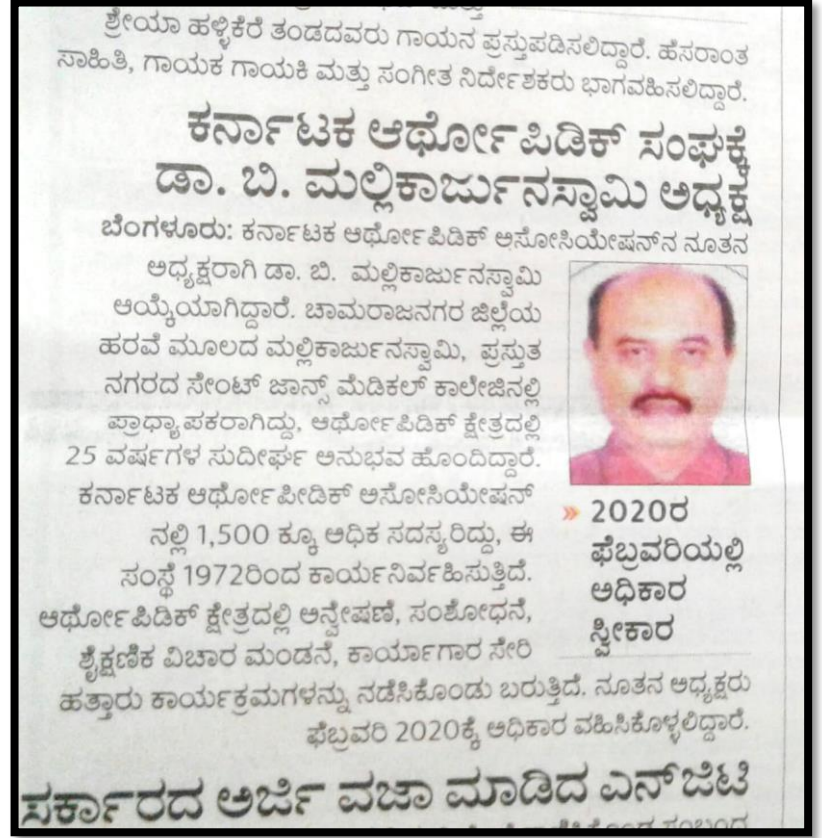 ಶ್ರೇಯಾ ಹಳ್ಳಿಕೆರೆ ತಂಡದವರು ಗಾಯನ ಪ್ರಸ್ತುಪಡಿಸಲಿದ್ದಾರೆ. ಹೆಸರಾಂತ
ಸಾಹಿತಿ, ಗಾಯಕ ಗಾಯಕಿ ಮತ್ತು ಸಂಗೀತ ನಿರ್ದೇಶಕರು ಭಾಗವಹಿಸಲಿದ್ದಾರೆ.
ಕರ್ನಾಟಕ ಆರ್ಥೋಪಿಡಿಕ್ ಸಂಘಕ್ಕೆ
ಡಾ. ಬಿ. ಮಲ್ಲಿಕಾರ್ಜುನಸ್ವಾಮಿ ಅಧ್ಯಕ್ಷ
ಬೆಂಗಳೂರು: ಕರ್ನಾಟಕ ಆರ್ಥೋಪಿಡಿಕ್ ಅಸೋಸಿಯೇಷನ್‌ನ ನೂತನ
ಅಧ್ಯಕ್ಷರಾಗಿ ಡಾ. ಬಿ. ಮಲ್ಲಿಕಾರ್ಜುನಸ್ವಾಮಿ
ಆಯ್ಕೆಯಾಗಿದ್ದಾರೆ. ಚಾಮರಾಜನಗರ ಜಿಲ್ಲೆಯ
ಹರವೆ ಮೂಲದ ಮಲ್ಲಿಕಾರ್ಜುನಸ್ವಾಮಿ, ಪ್ರಸ್ತುತ
ನಗರದ ಸೇಂಟ್ ಜಾನ್ಸ್ ಮೆಡಿಕಲ್ ಕಾಲೇಜಿನಲ್ಲಿ
ಪ್ರಾಧ್ಯಾಪಕರಾಗಿದ್ದು, ಆರ್ಥೋಪಿಡಿಕ್ ಕ್ಷೇತ್ರದಲ್ಲಿ
25 ವರ್ಷಗಳ ಸುದೀರ್ಘ ಅನುಭವ ಹೊಂದಿದ್ದಾರೆ.
ಕರ್ನಾಟಕ ಆರ್ಥೋಪೀಡಿಕ್ ಅಸೋಸಿಯೇಷನ್
ನಲ್ಲಿ 1,500 ಕ್ಕೂ ಅಧಿಕ ಸದಸ್ಯರಿದ್ದು, ಈ
ಸಂಸ್ಥೆ 1972ರಿಂದ ಕಾರ್ಯನಿರ್ವಹಿಸುತ್ತಿದೆ.
ಆರ್ಥೋಪಿಡಿಕ್ ಕ್ಷೇತ್ರದಲ್ಲಿ ಅನ್ವೇಷಣೆ, ಸಂಶೋಧನೆ,
ಶೈಕ್ಷಣಿಕ ವಿಚಾರ ಮಂಡನೆ, ಕಾರ್ಯಾಗಾರ ಸೇರಿ
ಹತ್ತಾರು ಕಾರ್ಯಕ್ರಮಗಳನ್ನು ನಡೆಸಿಕೊಂಡು ಬರುತ್ತಿದೆ. ನೂತನ ಅಧ್ಯಕ್ಷರು
ಫೆಬ್ರವರಿ 2020ಕ್ಕೆ ಅಧಿಕಾರ ವಹಿಸಿಕೊಳ್ಳಲಿದ್ದಾರೆ.
» 2020ರ
ಫೆಬ್ರವರಿಯಲ್ಲಿ
ಅಧಿಕಾರ
ಸ್ವೀಕಾರ
ಸರ್ಕಾರದ ಅರ್ಜಿ ವಜಾ ಮಾಡಿದ ಎನ್‌ಜಿಟಿ